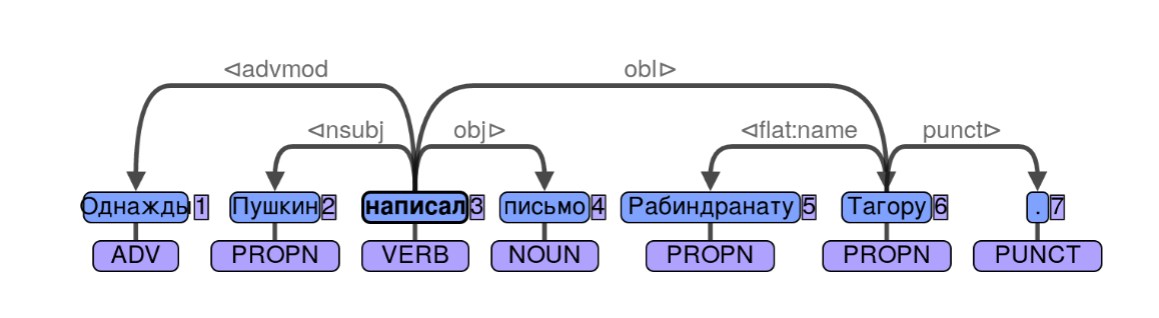 ⊲advmod obl⊳
⊲nsubj obj⊳ ⊲flat:name punct⊳
Однажды 1 Пушкин 2 написал 3 письмо 4 Рабиндранату 5 Тагору 6 . 7
ADV PROPN VERB NOUN PROPN PROPN PUNCT